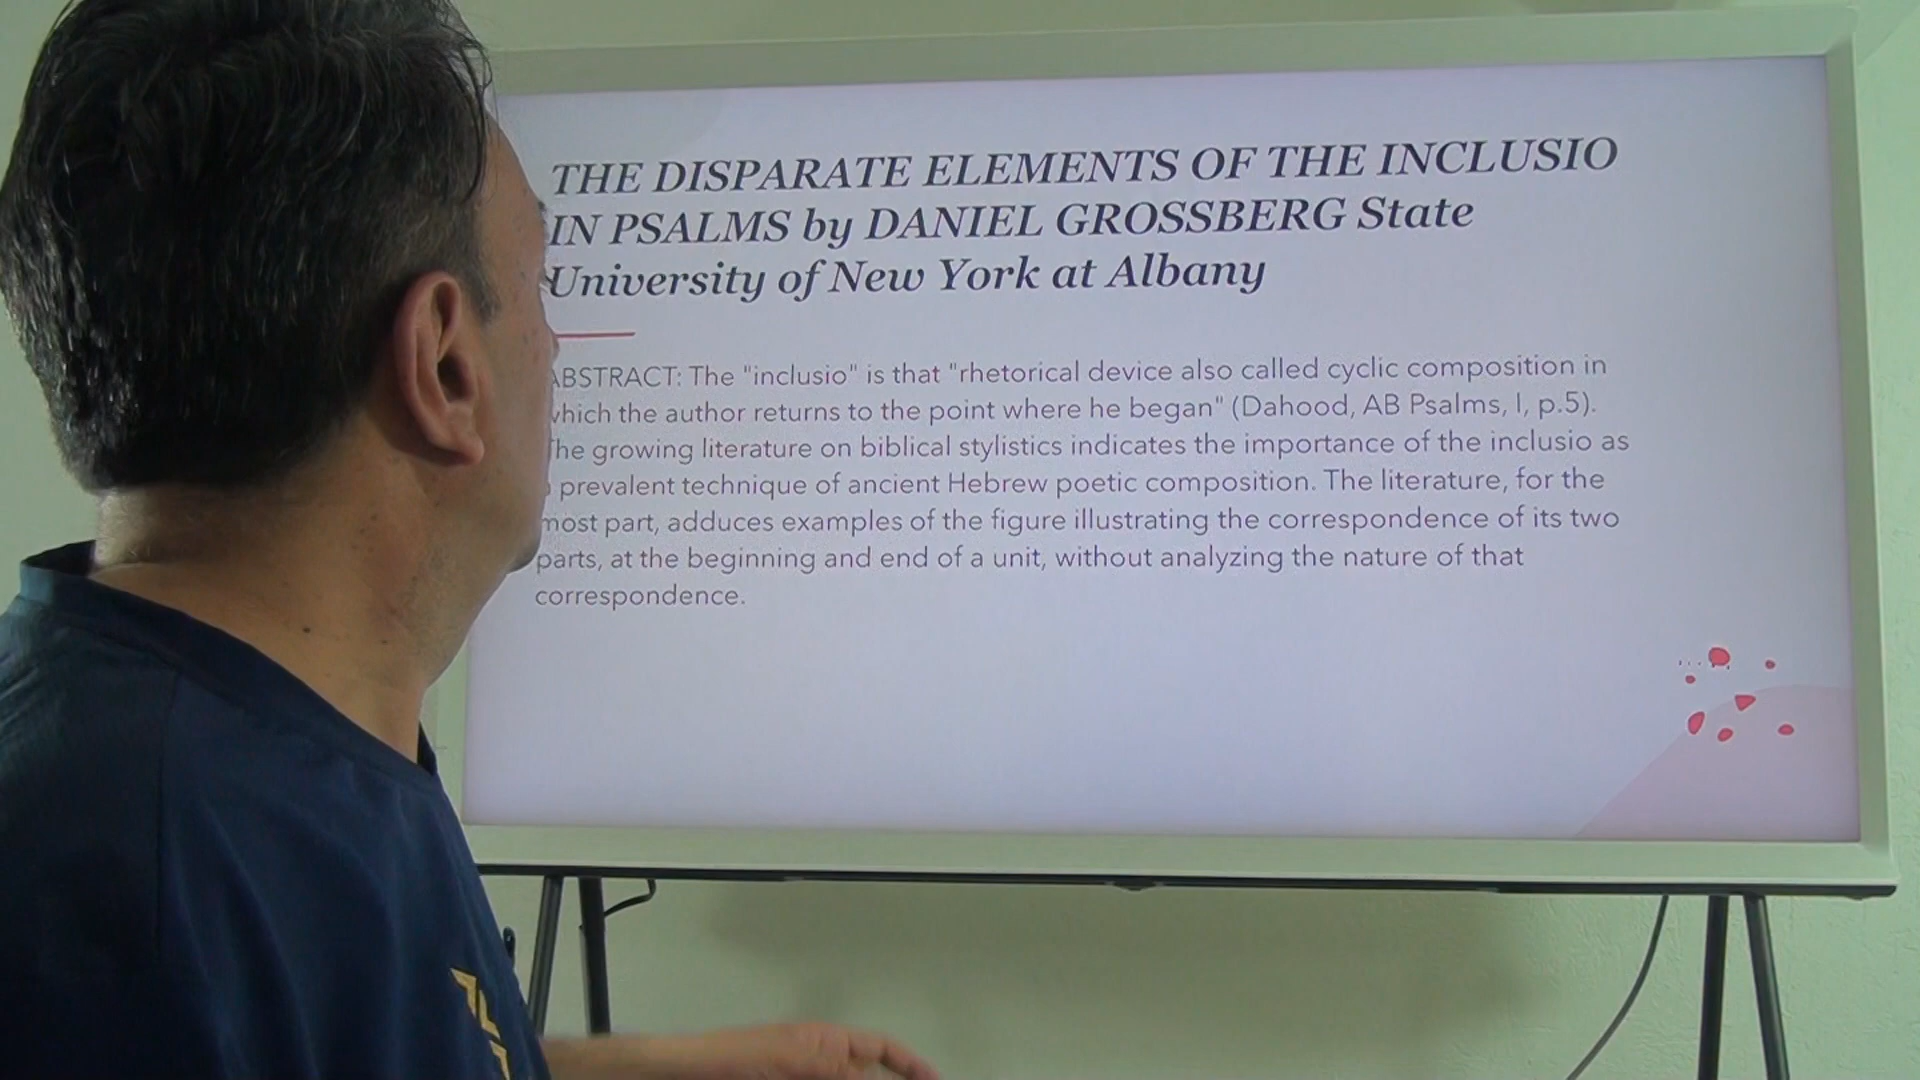 THE DISPARATE ELEMENTS OF THE INCLUSIO
IN PSALMS by DANIEL GROSSBERG State
University of New York at Albany
ABSTRACT: The "inclusio" is that "rhetorical device also called cyclic composition in
which the author returns to the point where he began" (Dahood, AB Psalms, I, p.5).
The growing literature on biblical stylistics indicates the importance of the inclusio as
prevalent technique of ancient Hebrew poetic composition. The literature, for the
most part, adduces examples of the figure illustrating the correspondence of its two
parts, at the beginning and end of a unit, without analyzing the nature of that
correspondence.